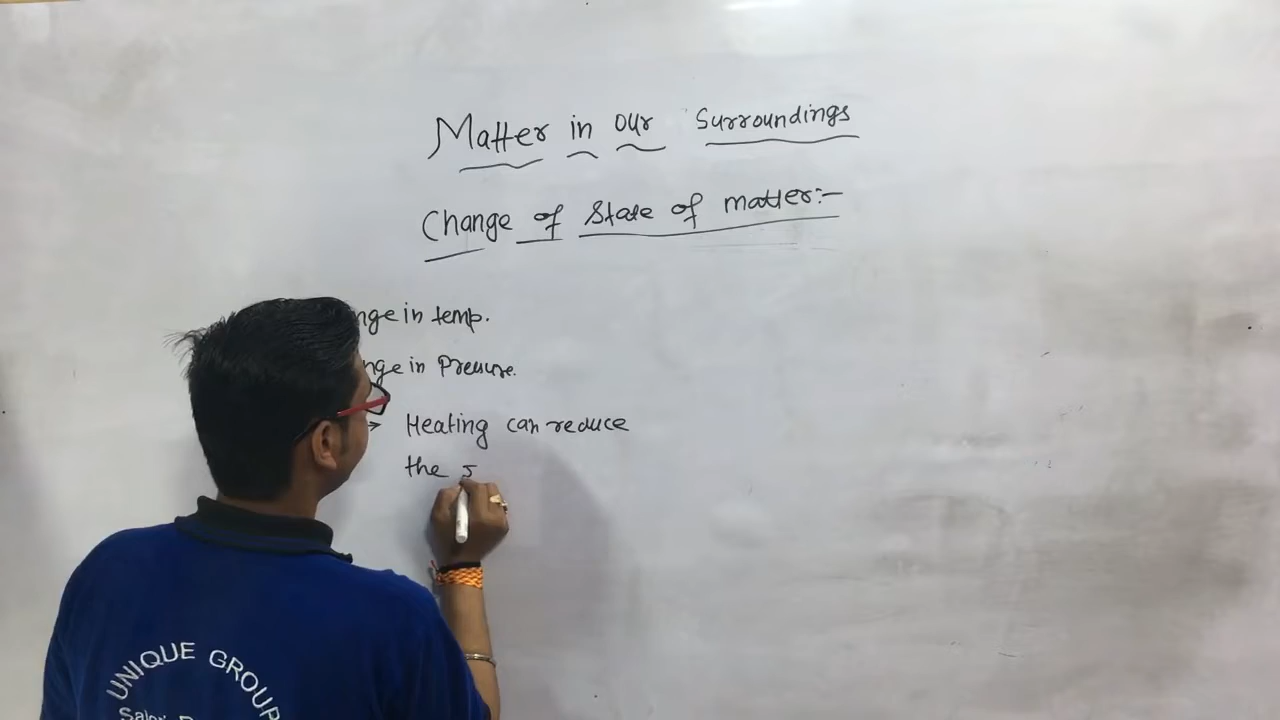 Matter in our Surroundings
Change of State of matter:-
nge in temp.
nge in Pressure.
→ Heating can reduce
the s
UNIQUE GROUP